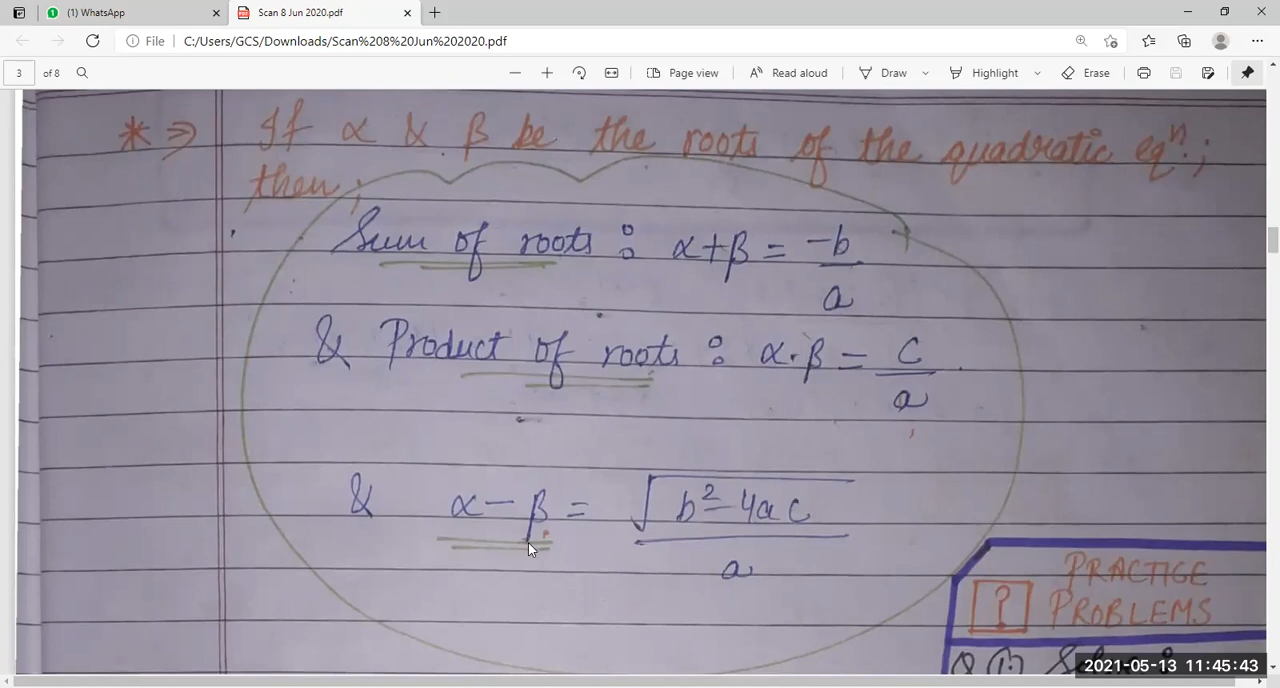 (1) WhatsApp
Scan 8 Jun 2020.pdf
File
C:/Users/GCS/Downloads/Scan%208%20Jun%202020.pdf
3 of 8
Page view
Read aloud
Draw
Highlight
Erase
* ⇒ If α & β be the roots of the quadratic eqⁿ.;
then;
Sum of roots : α+β = -b/a
& Product of roots : α.β = c/a
& α - β = √(b²-4ac)/a
PRACTICE
? PROBLEMS
Q (1) Solve :
2021-05-13 11:45:43